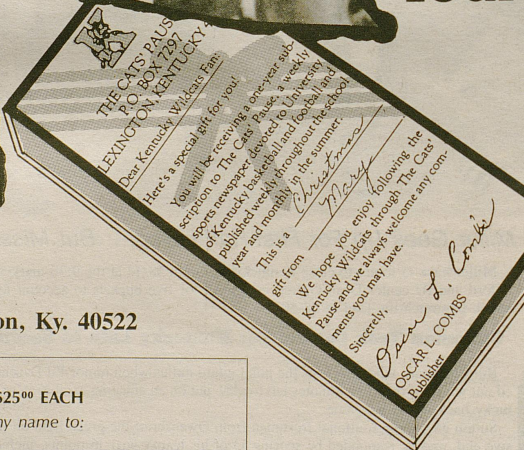 THE CATS' PAUSE
P.O. BOX 7297
LEXINGTON KENTUCKY 4
Dear Kentucky Wildcats Fan:
Here's a special gift for you!
You will be receiving a one-year sub-
scription to The Cats' Pause, a weekly
sports newspaper devoted to University
of Kentucky basketball and football and
published weekly throughout the school
year and monthly in the summer.
This is a Christmas
gift from Mary
We hope you enjoy following the
Kentucky Wildcats through The Cats'
Pause and we always welcome any com-
ments you may have.
Sincerely,
Oscar L. Combs
OSCAR L. COMBS
Publisher
on, Ky. 40522
$25⁰⁰ EACH
ny name to: